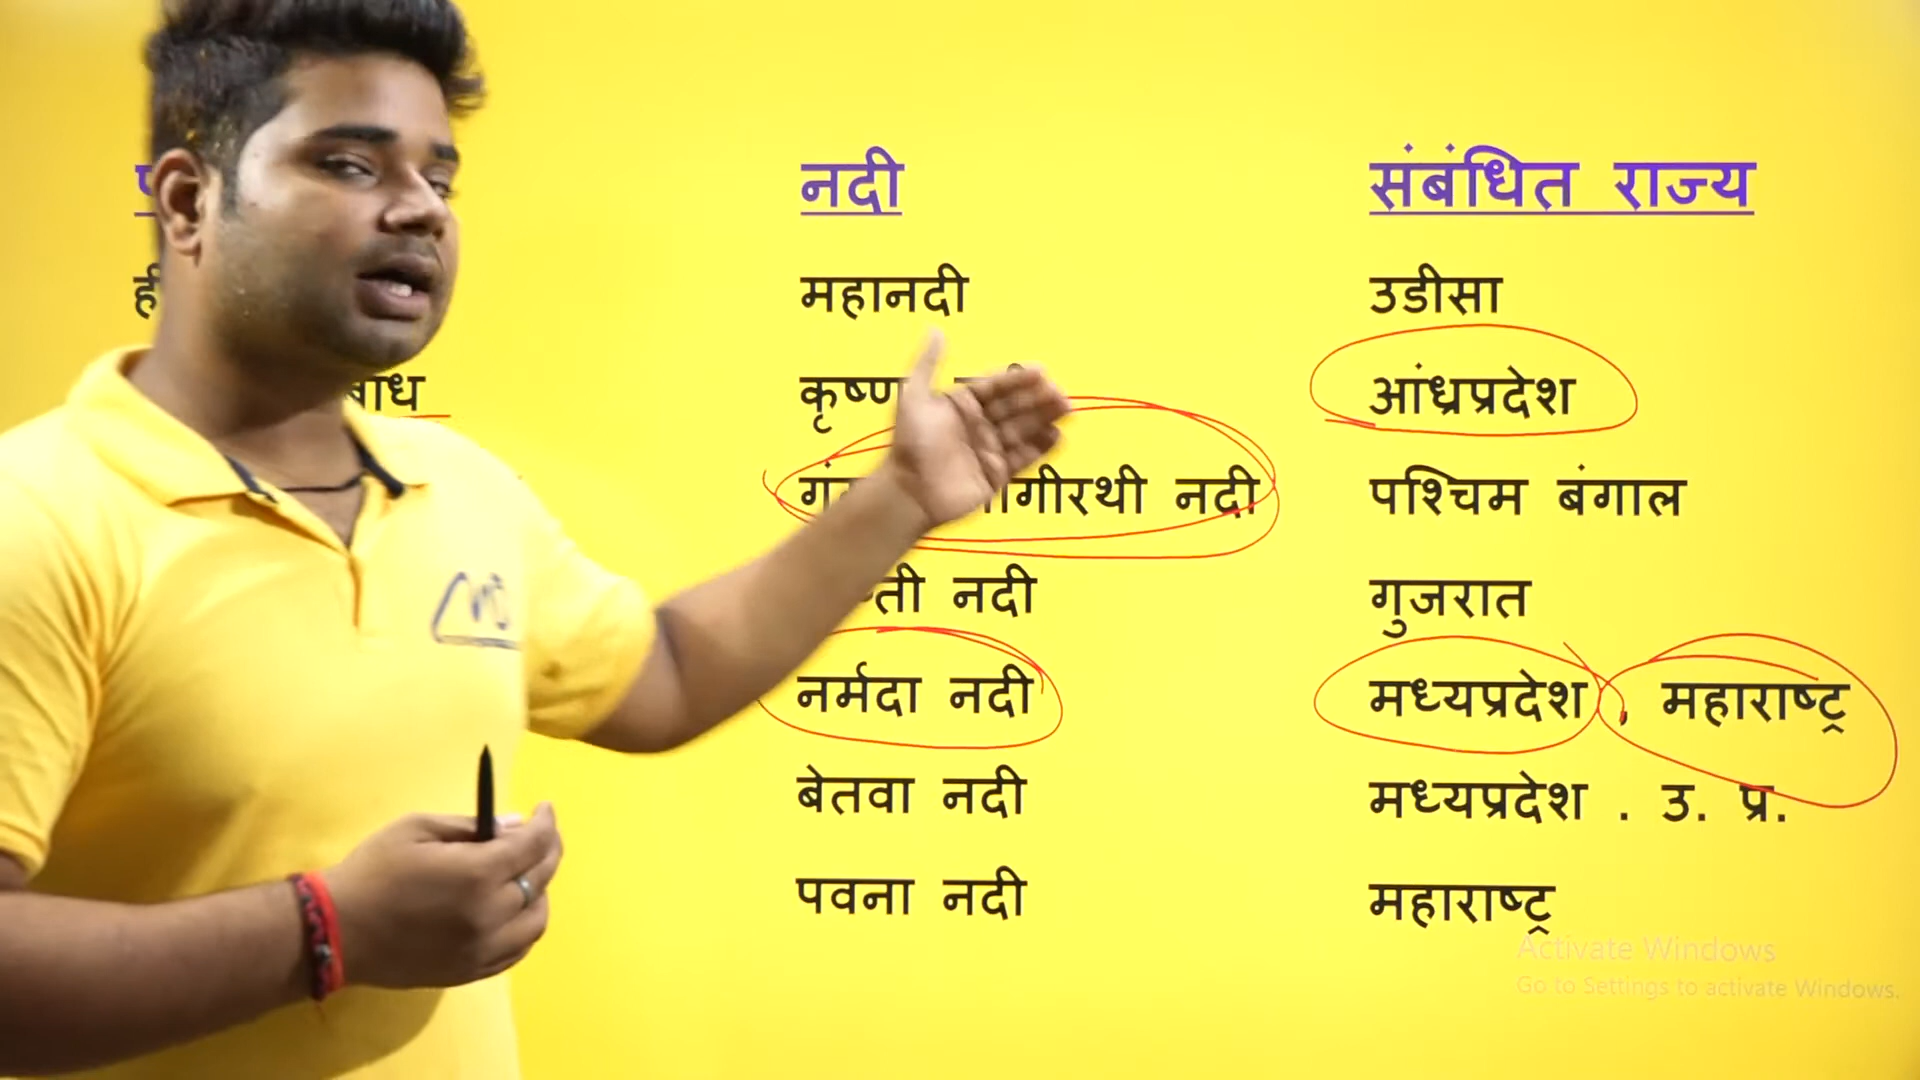 नदी संबंधित राज्य
महानदी उडीसा
बांध आंध्रप्रदेश
नदी पश्चिम बंगाल
नदी गुजरात
नर्मदा नदी मध्यप्रदेश , महाराष्ट्र
बेतवा नदी मध्यप्रदेश . उ. प्र.
पवना नदी महाराष्ट्र
Activate Windows
Go to Settings to activate Windows.